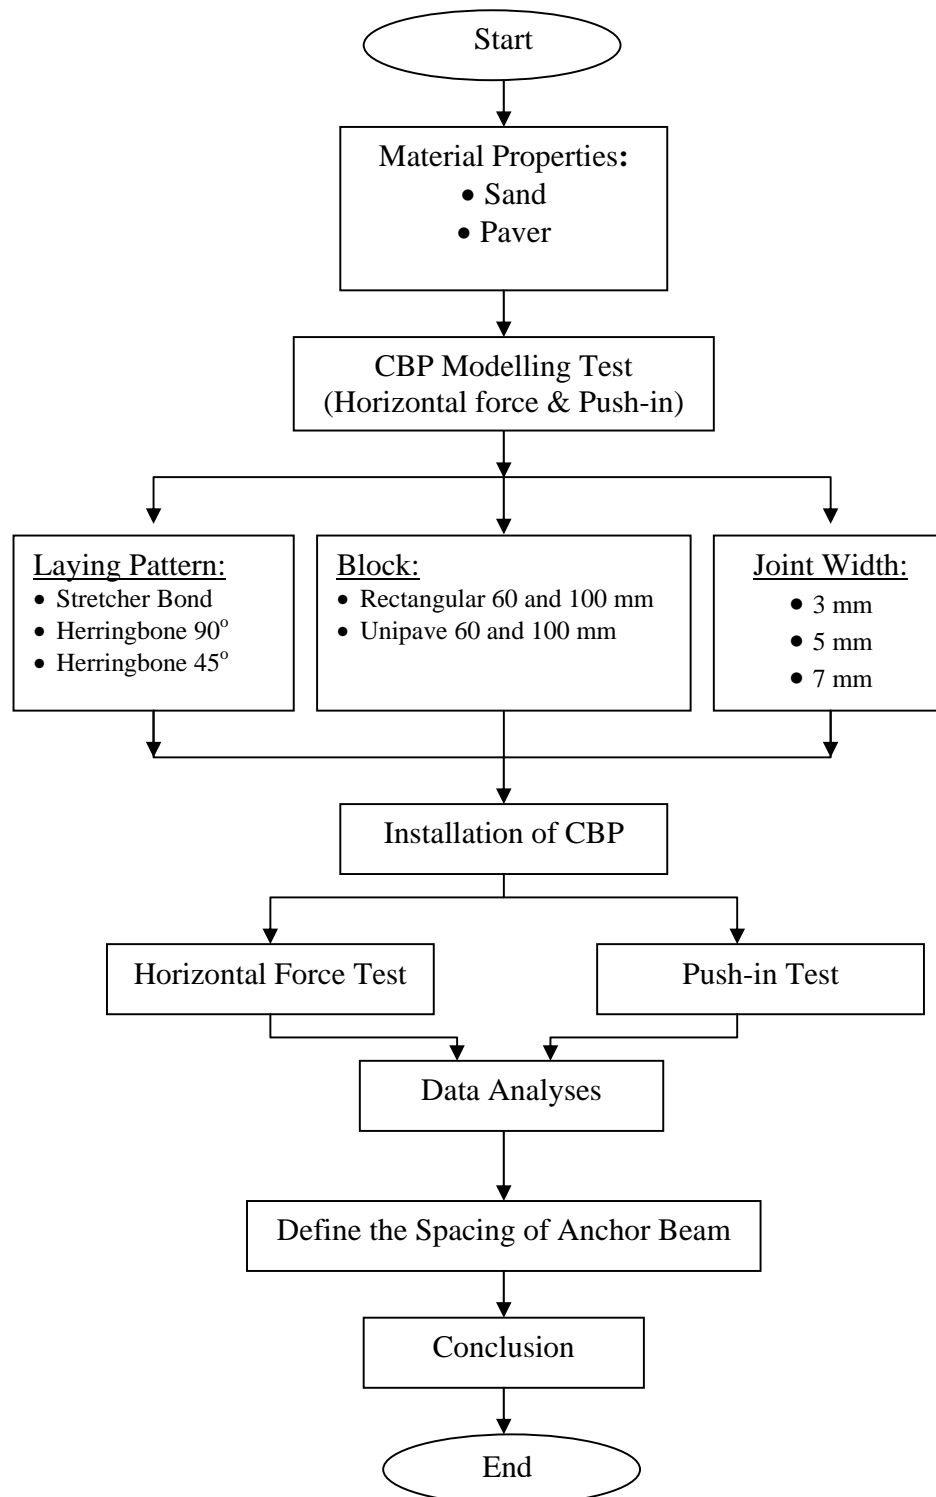 Start
Material Properties:
• Sand
• Paver
CBP Modelling Test
(Horizontal force & Push-in)
Laying Pattern:
• Stretcher Bond
• Herringbone 90°
• Herringbone 45°
Block:
• Rectangular 60 and 100 mm
• Unipave 60 and 100 mm
Joint Width:
• 3 mm
• 5 mm
• 7 mm
Installation of CBP
Horizontal Force Test
Push-in Test
Data Analyses
Define the Spacing of Anchor Beam
Conclusion
End